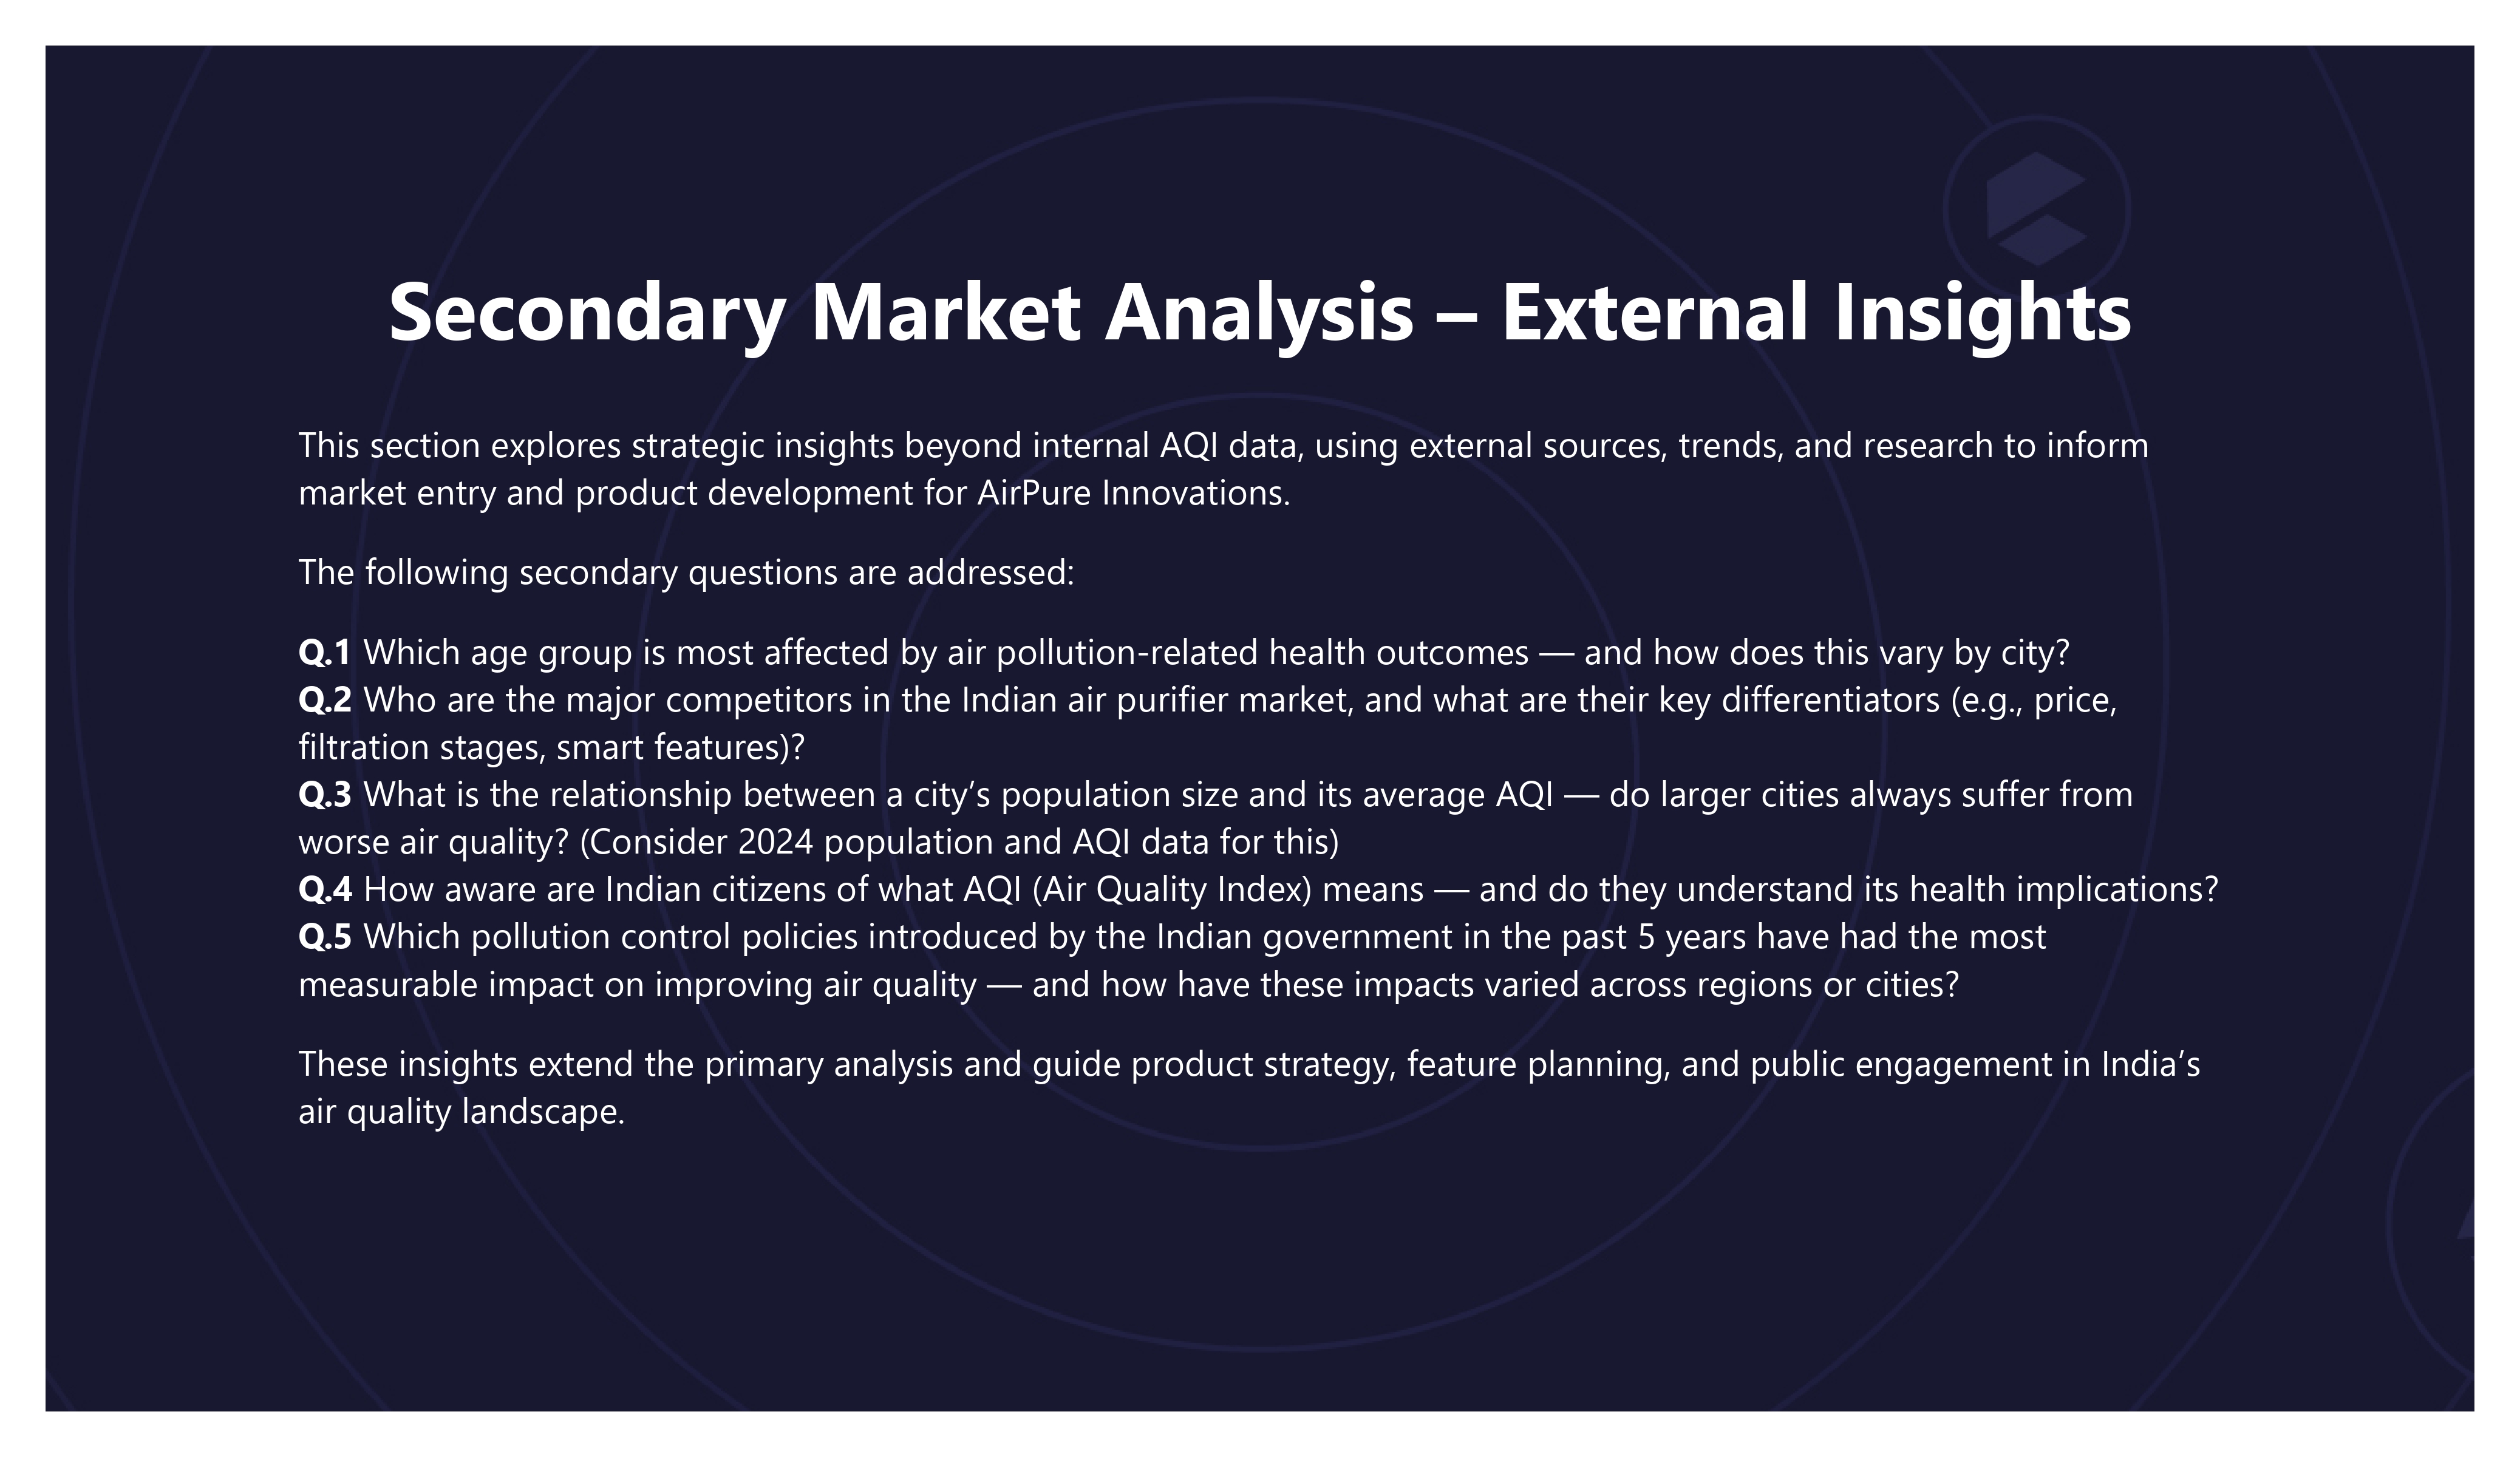 Secondary Market Analysis – External Insights
This section explores strategic insights beyond internal AQI data, using external sources, trends, and research to inform
market entry and product development for AirPure Innovations.
The following secondary questions are addressed:
Q.1 Which age group is most affected by air pollution-related health outcomes — and how does this vary by city?
Q.2 Who are the major competitors in the Indian air purifier market, and what are their key differentiators (e.g., price,
filtration stages, smart features)?
Q.3 What is the relationship between a city’s population size and its average AQI — do larger cities always suffer from
worse air quality? (Consider 2024 population and AQI data for this)
Q.4 How aware are Indian citizens of what AQI (Air Quality Index) means — and do they understand its health implications?
Q.5 Which pollution control policies introduced by the Indian government in the past 5 years have had the most
measurable impact on improving air quality — and how have these impacts varied across regions or cities?
These insights extend the primary analysis and guide product strategy, feature planning, and public engagement in India’s
air quality landscape.